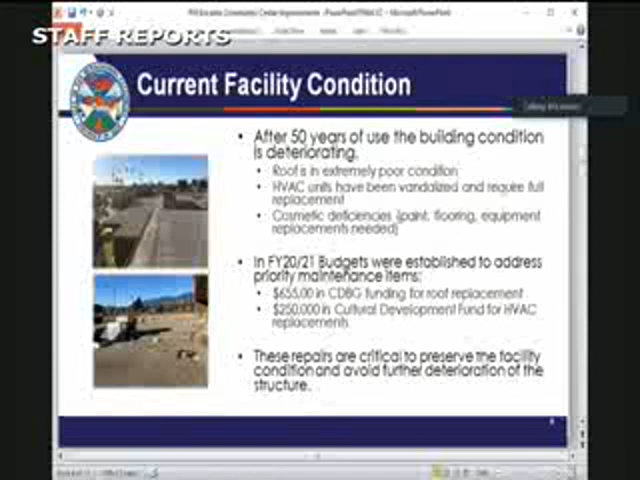 STAFF REPORTS
Current Facility Condition
• After 50 years of use the building condition
is deteriorating.
• Roof is in extremely poor condition
• HVAC units have been vandalized and require full
replacement
• Cosmetic deficiencies (paint, flooring, equipment
replacements needed)
• In FY20/21 Budgets were established to address
priority maintenance items:
• $655,00 in CDBG funding for roof replacement
• $250,000 in Cultural Development Fund for HVAC
replacements
• These repairs are critical to preserve the facility
condition and avoid further deterioration of the
structure.